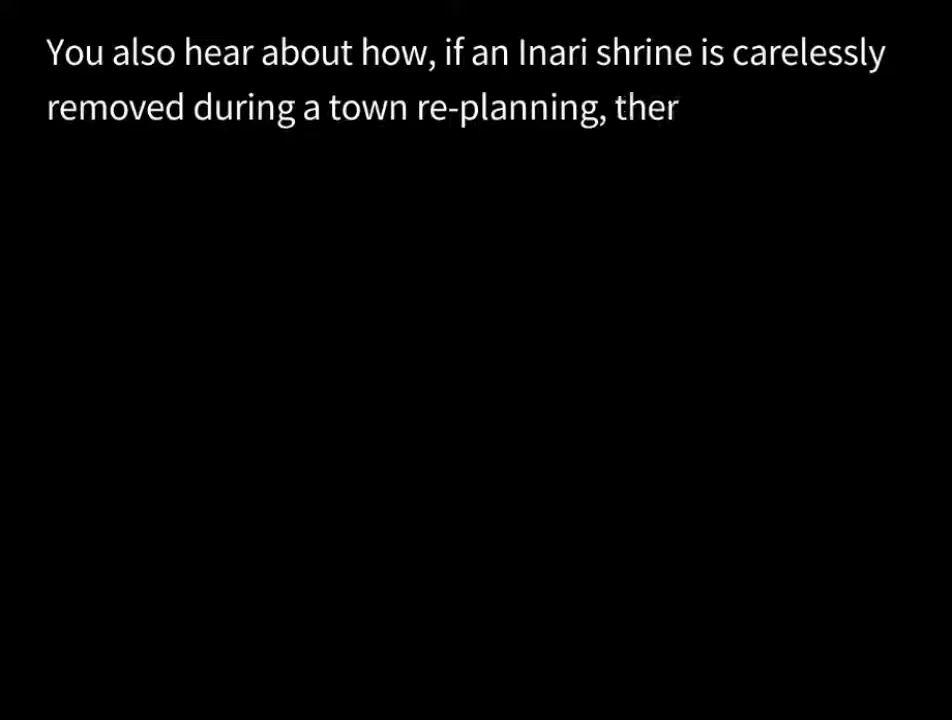 You also hear about how, if an Inari shrine is carelessly
removed during a town re-planning, ther